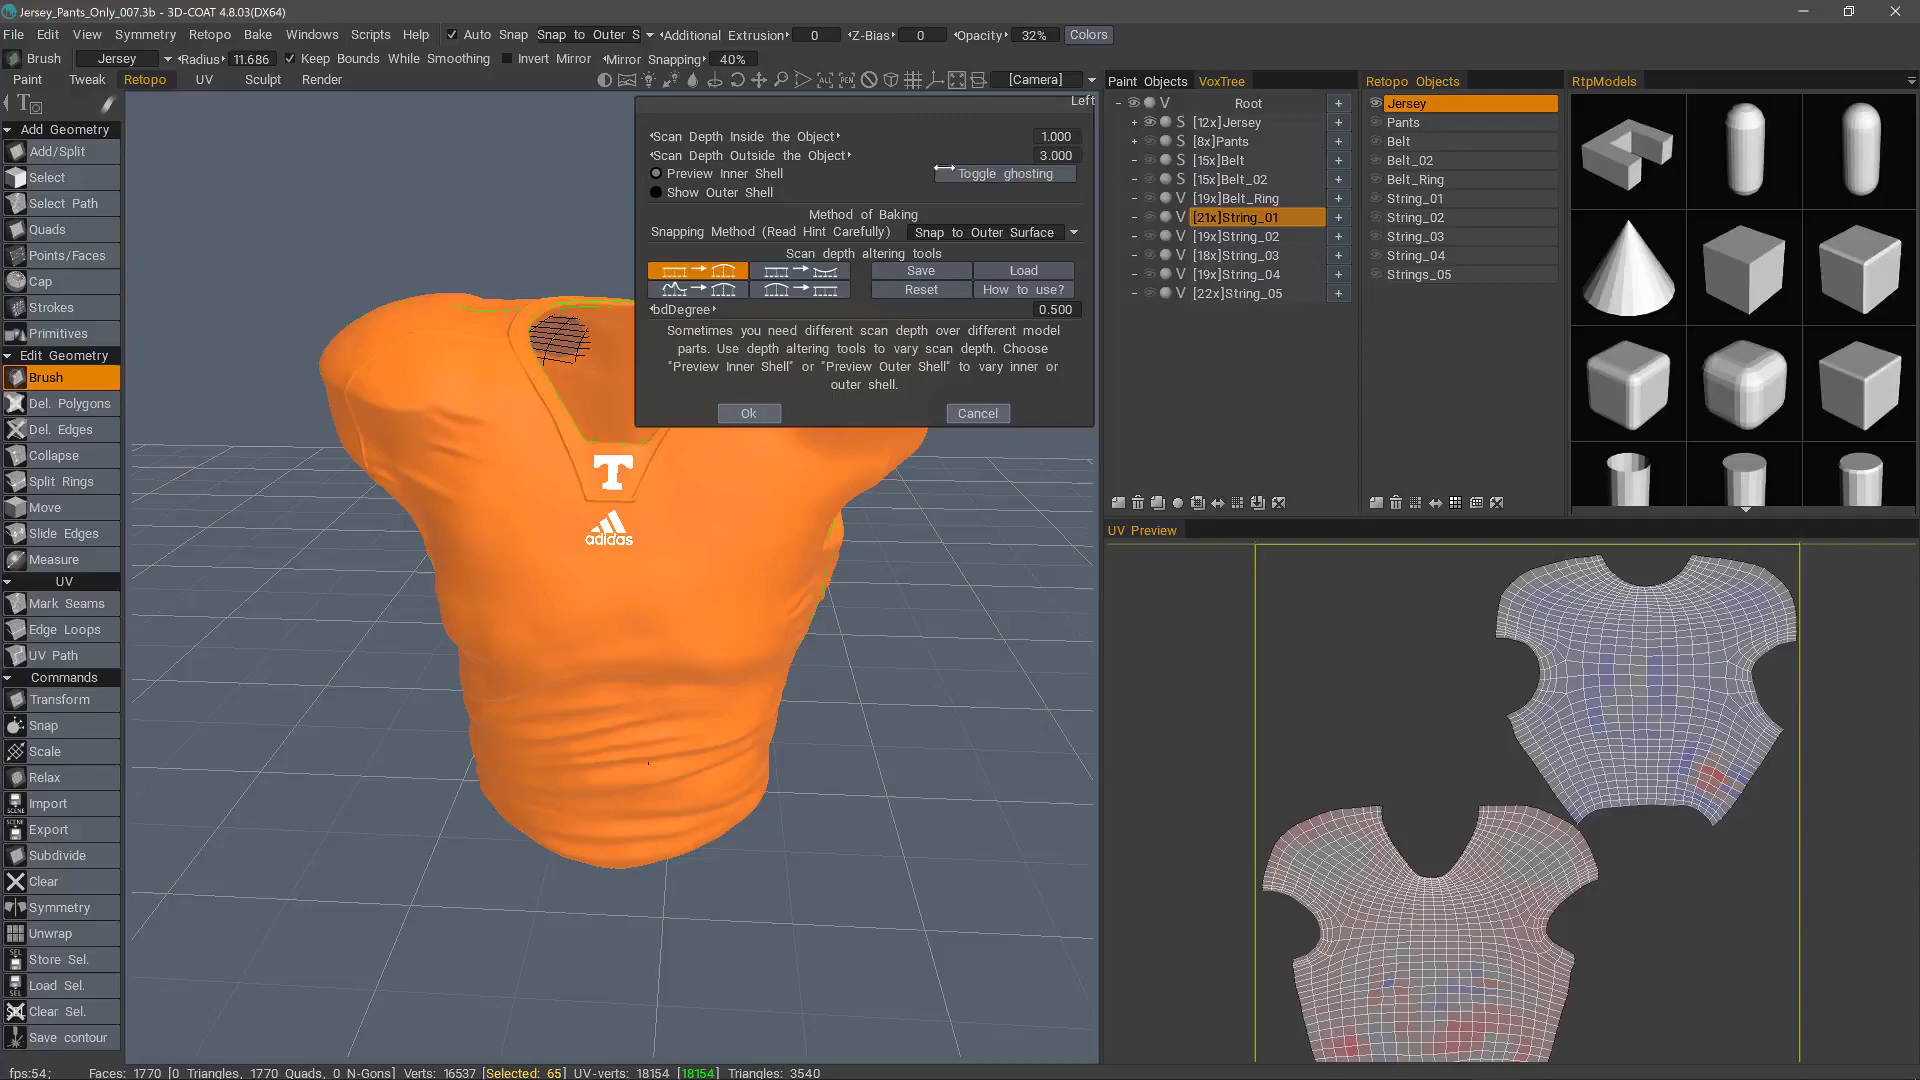 Jersey_Pants_Only_007.3b - 3D-COAT 4.8.03(DX64)
File Edit View Symmetry Retopo Bake Windows Scripts Help Auto Snap Snap to Outer S Additional Extrusion 0 Z-Bias 0 Opacity 32% Colors
Brush Jersey Radius 11.686 Keep Bounds While Smoothing Invert Mirror Mirror Snapping 40%
Paint Tweak Retopo UV Sculpt Render [Camera]
Add Geometry
Add/Split
Select
Select Path
Quads
Points/Faces
Cap
Strokes
Primitives
Edit Geometry
Brush
Del. Polygons
Del. Edges
Collapse
Split Rings
Move
Slide Edges
Measure
UV
Mark Seams
Edge Loops
UV Path
Commands
Transform
Snap
Scale
Relax
Import
Export
Subdivide
Clear
Symmetry
Unwrap
Store Sel.
Load Sel.
Clear Sel.
Save contour
Left
Scan Depth Inside the Object 1.000
Scan Depth Outside the Object 3.000
Preview Inner Shell Toggle ghosting
Show Outer Shell
Method of Baking
Snapping Method (Read Hint Carefully) Snap to Outer Surface
Scan depth altering tools
Save Load
Reset How to use?
bdDegree 0.500
Sometimes you need different scan depth over different model
parts. Use depth altering tools to vary scan depth. Choose
"Preview Inner Shell" or "Preview Outer Shell" to vary inner or
outer shell.
Ok Cancel
T
adidas
Paint Objects VoxTree
Root
[12x]Jersey
[8x]Pants
[15x]Belt
[15x]Belt_02
[19x]Belt_Ring
[21x]String_01
[19x]String_02
[18x]String_03
[19x]String_04
[22x]String_05
Retopo Objects
Jersey
Pants
Belt
Belt_02
Belt_Ring
String_01
String_02
String_03
String_04
Strings_05
RtpModels
UV Preview
fps:54; Faces: 1770 [0 Triangles, 1770 Quads, 0 N-Gons] Verts: 16537 [Selected: 65] UV-verts: 18154 [18154] Triangles: 3540